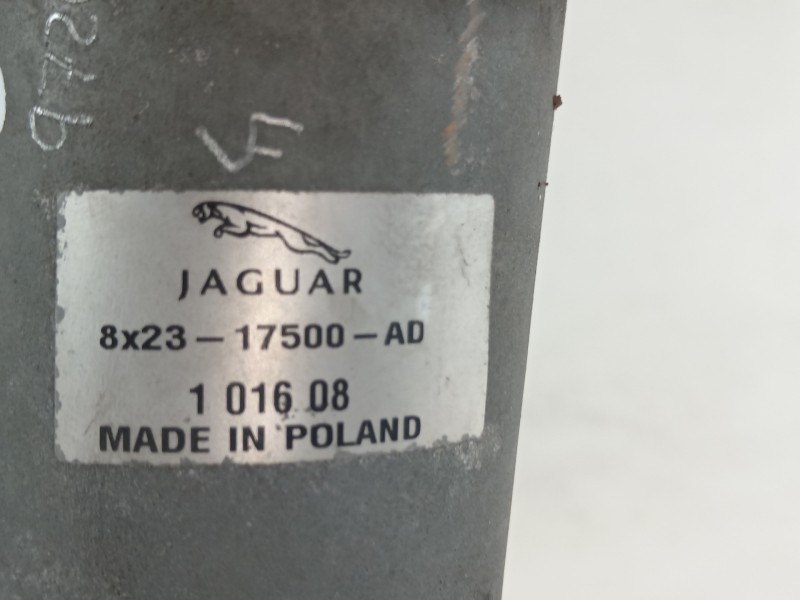 JAGUAR
8x23-17500-AD
1 016 08
MADE IN POLAND